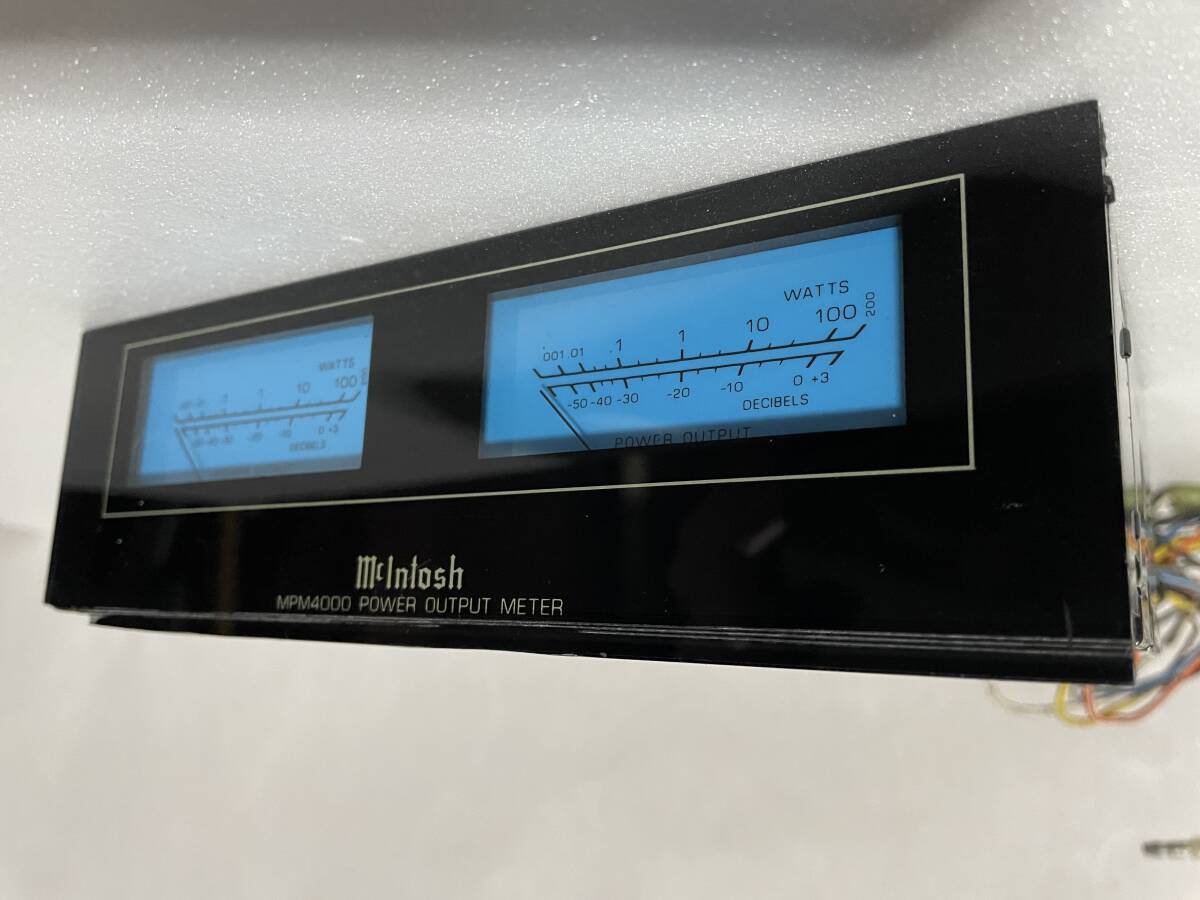 WATTS
.1 1 10 100
-20 -10 0 +3
DECIBELS
WATTS
.001 .01 .1 1 10 100 200
-50 -40 -30 -20 -10 0 +3
DECIBELS
POWER OUTPUT
McIntosh
MPM4000 POWER OUTPUT METER